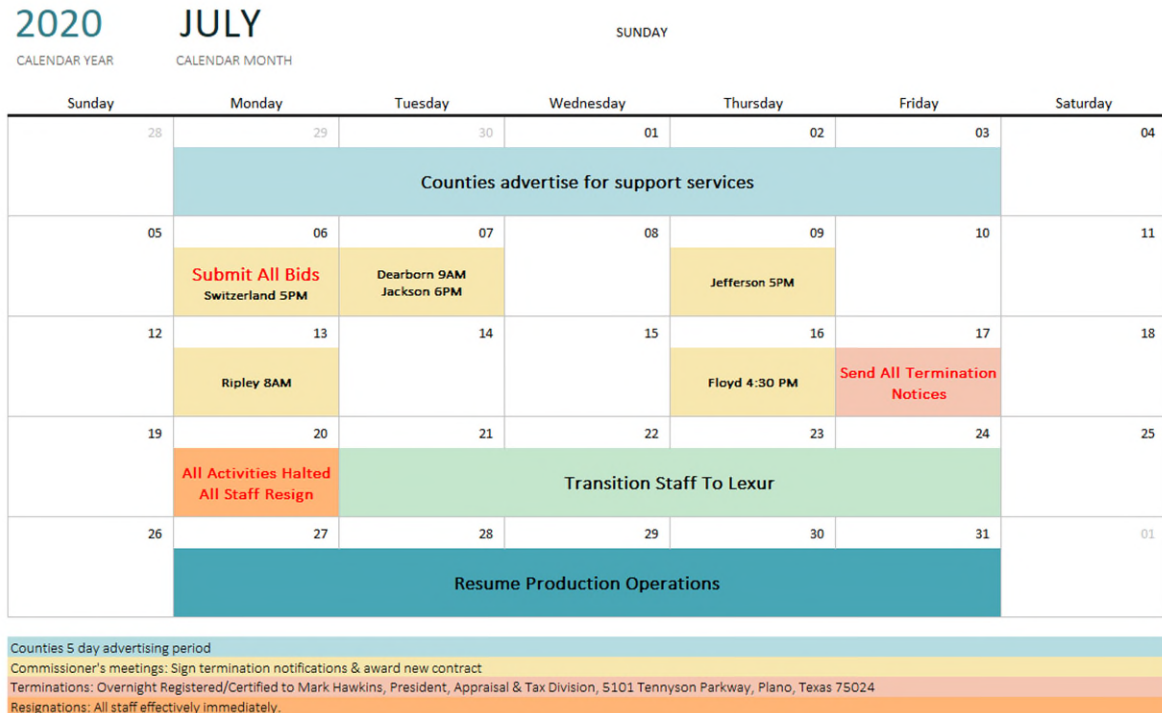 2020 JULY SUNDAY
CALENDAR YEAR CALENDAR MONTH
Sunday Monday Tuesday Wednesday Thursday Friday Saturday
28 29 30 01 02 03 04
Counties advertise for support services
05 06 07 08 09 10 11
Submit All Bids
Switzerland 5PM
Dearborn 9AM
Jackson 6PM
Jefferson 5PM
12 13 14 15 16 17 18
Ripley 8AM
Floyd 4:30 PM
Send All Termination
Notices
19 20 21 22 23 24 25
All Activities Halted
All Staff Resign
Transition Staff To Lexur
26 27 28 29 30 31 01
Resume Production Operations
Counties 5 day advertising period
Commissioner's meetings: Sign termination notifications & award new contract
Terminations: Overnight Registered/Certified to Mark Hawkins, President, Appraisal & Tax Division, 5101 Tennyson Parkway, Plano, Texas 75024
Resignations: All staff effectively immediately.